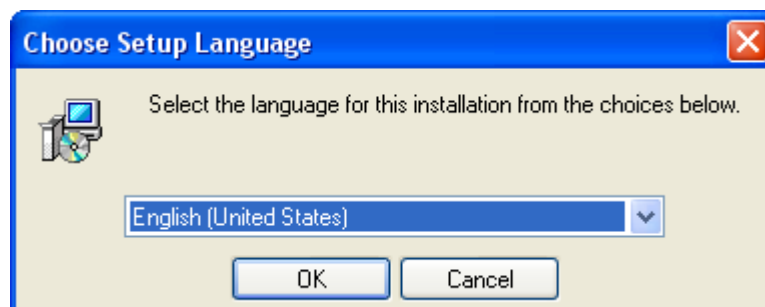 Choose Setup Language
Select the language for this installation from the choices below.
English (United States)
OK Cancel